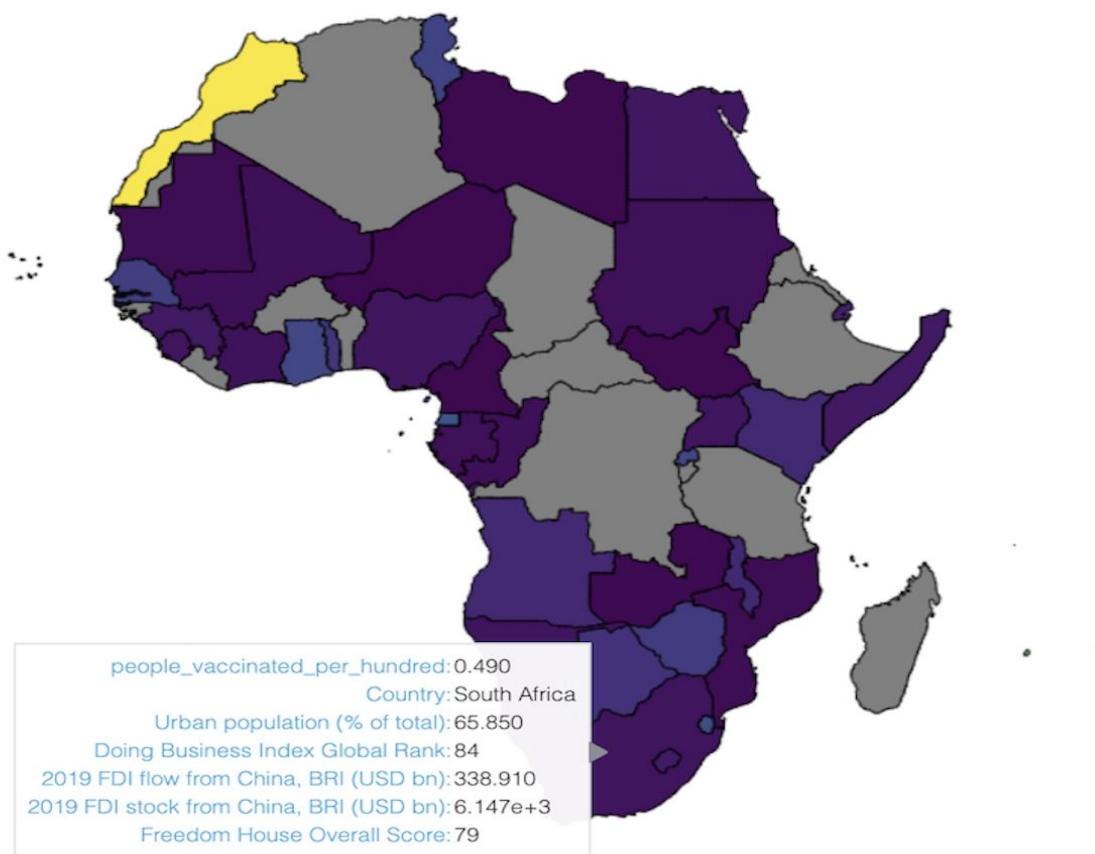 people_vaccinated_per_hundred: 0.490
Country: South Africa
Urban population (% of total): 65.850
Doing Business Index Global Rank: 84
2019 FDI flow from China, BRI (USD bn): 338.910
2019 FDI stock from China, BRI (USD bn): 6.147e+3
Freedom House Overall Score: 79